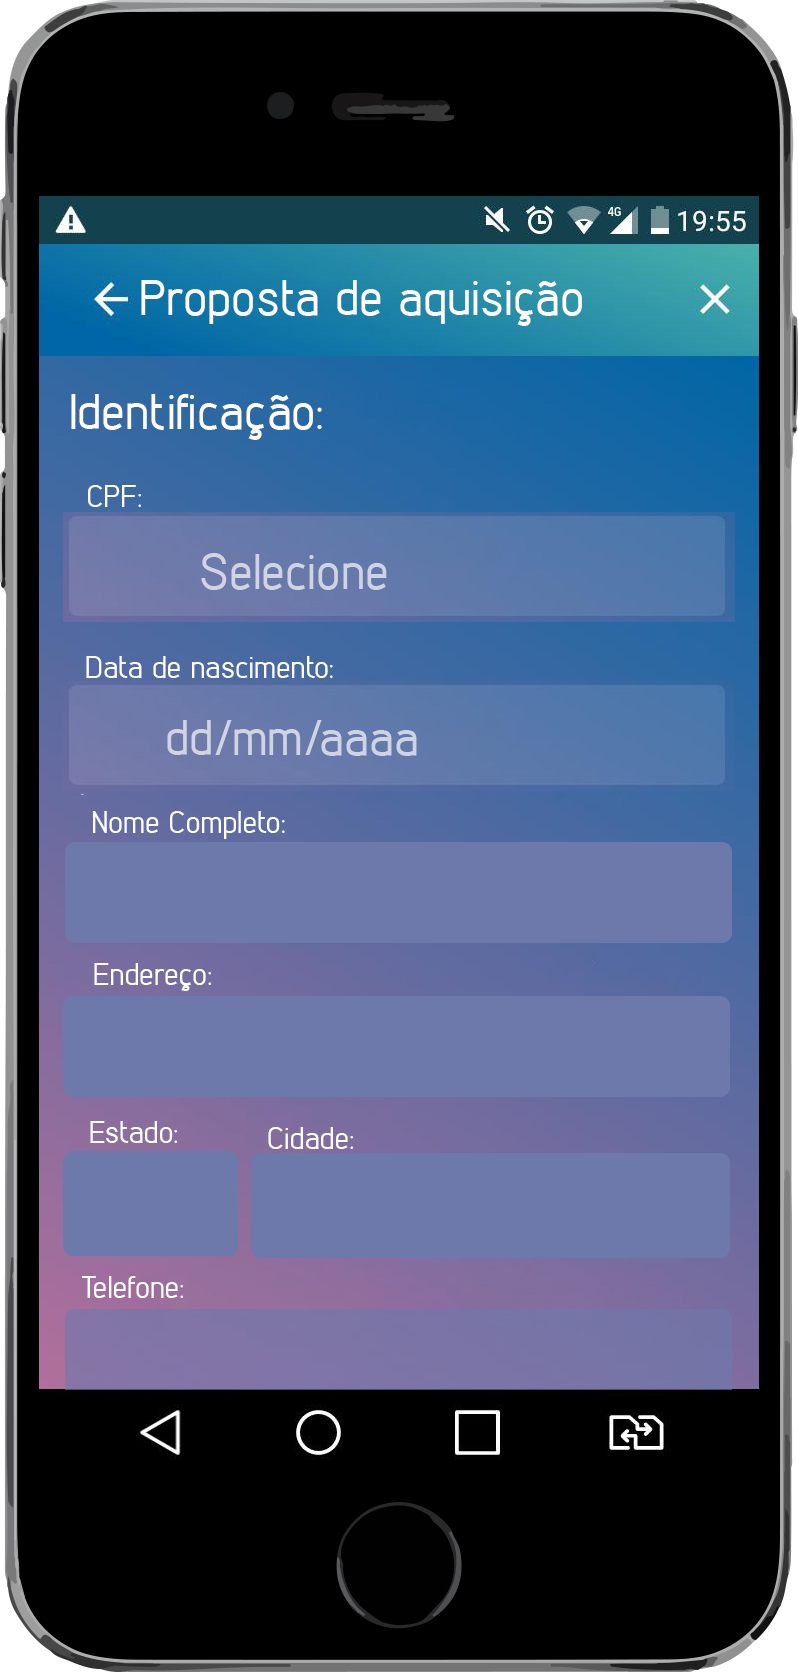 4G 19:55
Proposta de aquisição
Identificação:
CPF:
Selecione
Data de nascimento:
dd/mm/aaaa
Nome Completo:
Endereço:
Estado: Cidade:
Telefone: